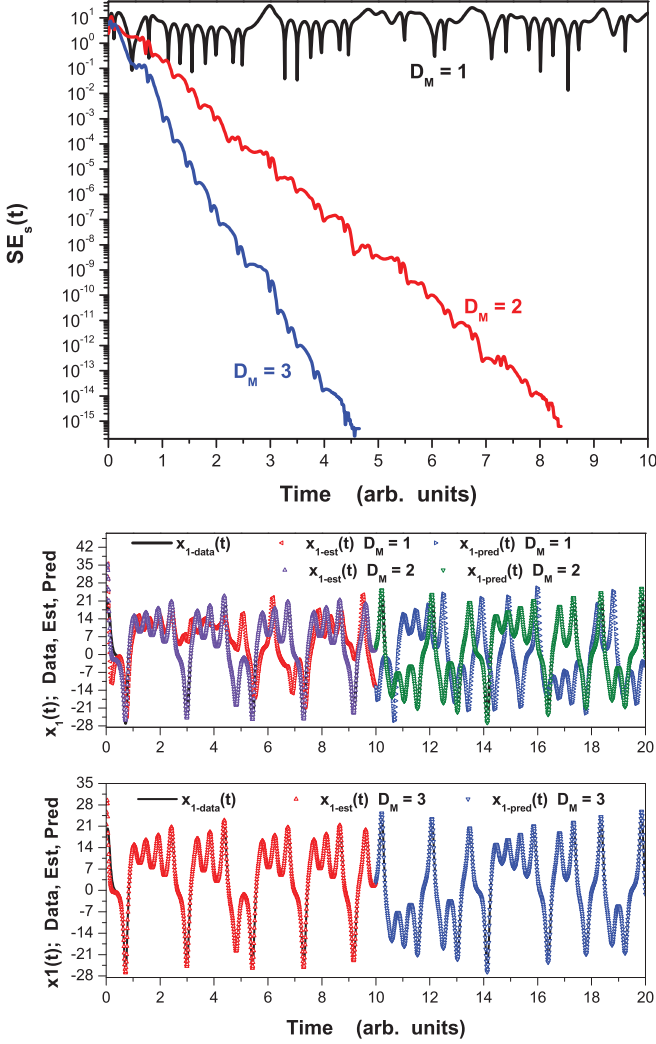 10^1
10^0
10^-1
10^-2
10^-3
10^-4
10^-5
10^-6
10^-7
10^-8
10^-9
10^-10
10^-11
10^-12
10^-13
10^-14
10^-15
SE_s(t)
D_M = 1
D_M = 2
D_M = 3
0 1 2 3 4 5 6 7 8 9 10
Time (arb. units)
x_1(t); Data, Est, Pred
42
35
28
21
14
7
0
-7
-14
-21
-28
x_1-data(t) x_1-est(t) D_M = 1 x_1-pred(t) D_M = 1
x_1-est(t) D_M = 2 x_1-pred(t) D_M = 2
0 2 4 6 8 10 12 14 16 18 20
x1(t); Data, Est, Pred
35
28
21
14
7
0
-7
-14
-21
-28
x_1-data(t) x_1-est(t) D_M = 3 x_1-pred(t) D_M = 3
0 2 4 6 8 10 12 14 16 18 20
Time (arb. units)